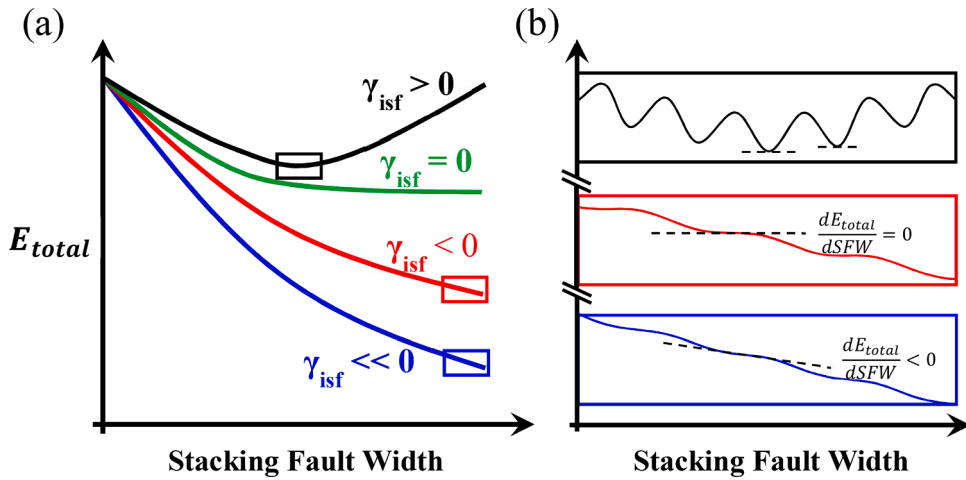 (a)
γisf > 0
γisf = 0
γisf < 0
γisf << 0
Etotal
Stacking Fault Width
(b)
dEtotal/dSFW = 0
dEtotal/dSFW < 0
Stacking Fault Width